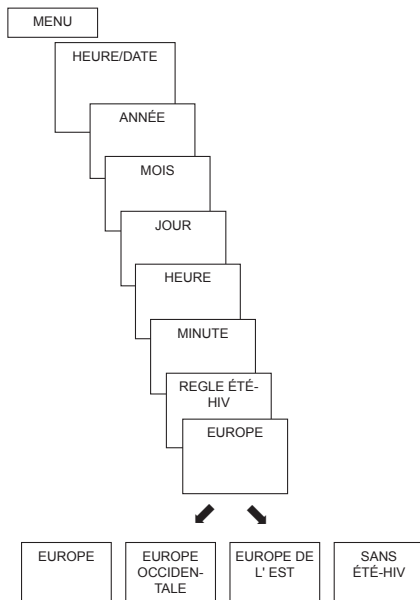 MENU
HEURE/DATE
ANNÉE
MOIS
JOUR
HEURE
MINUTE
REGLE ÉTÉ-
HIV
EUROPE
EUROPE
EUROPE
OCCIDEN-
TALE
EUROPE DE
L' EST
SANS
ÉTÉ-HIV